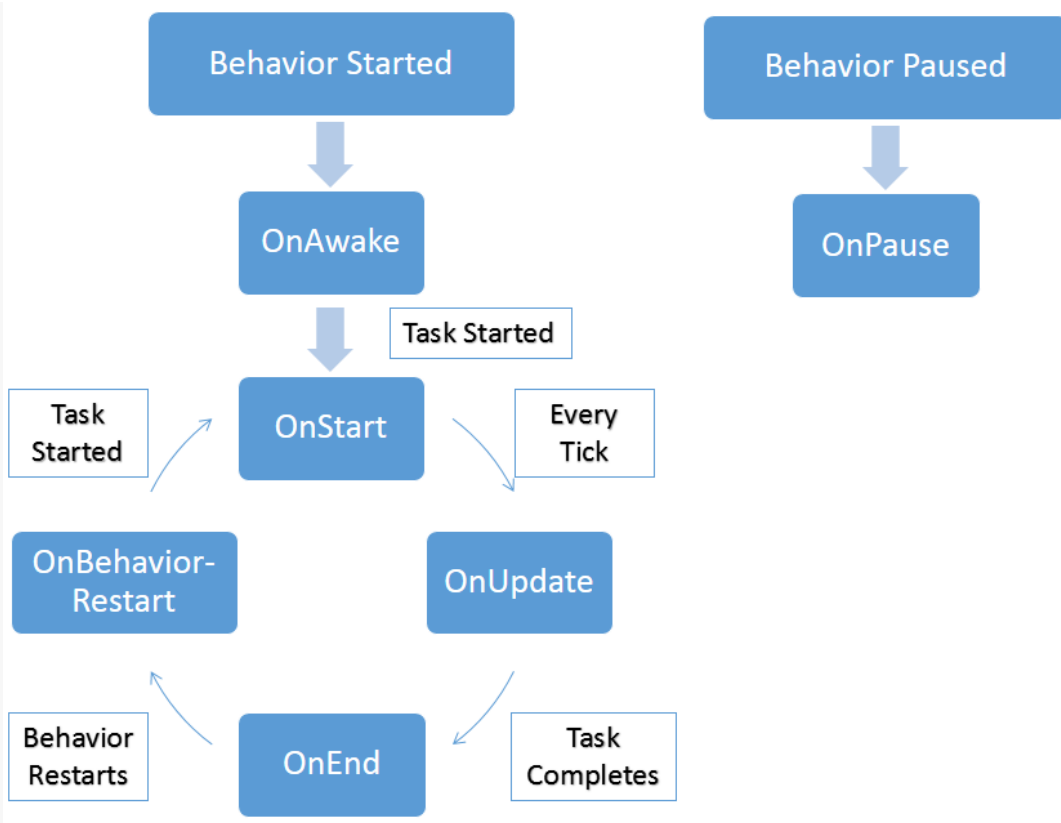 Behavior Started
Behavior Paused
OnAwake
OnPause
Task Started
Task
Started
OnStart
Every
Tick
OnBehavior-
Restart
OnUpdate
Behavior
Restarts
OnEnd
Task
Completes